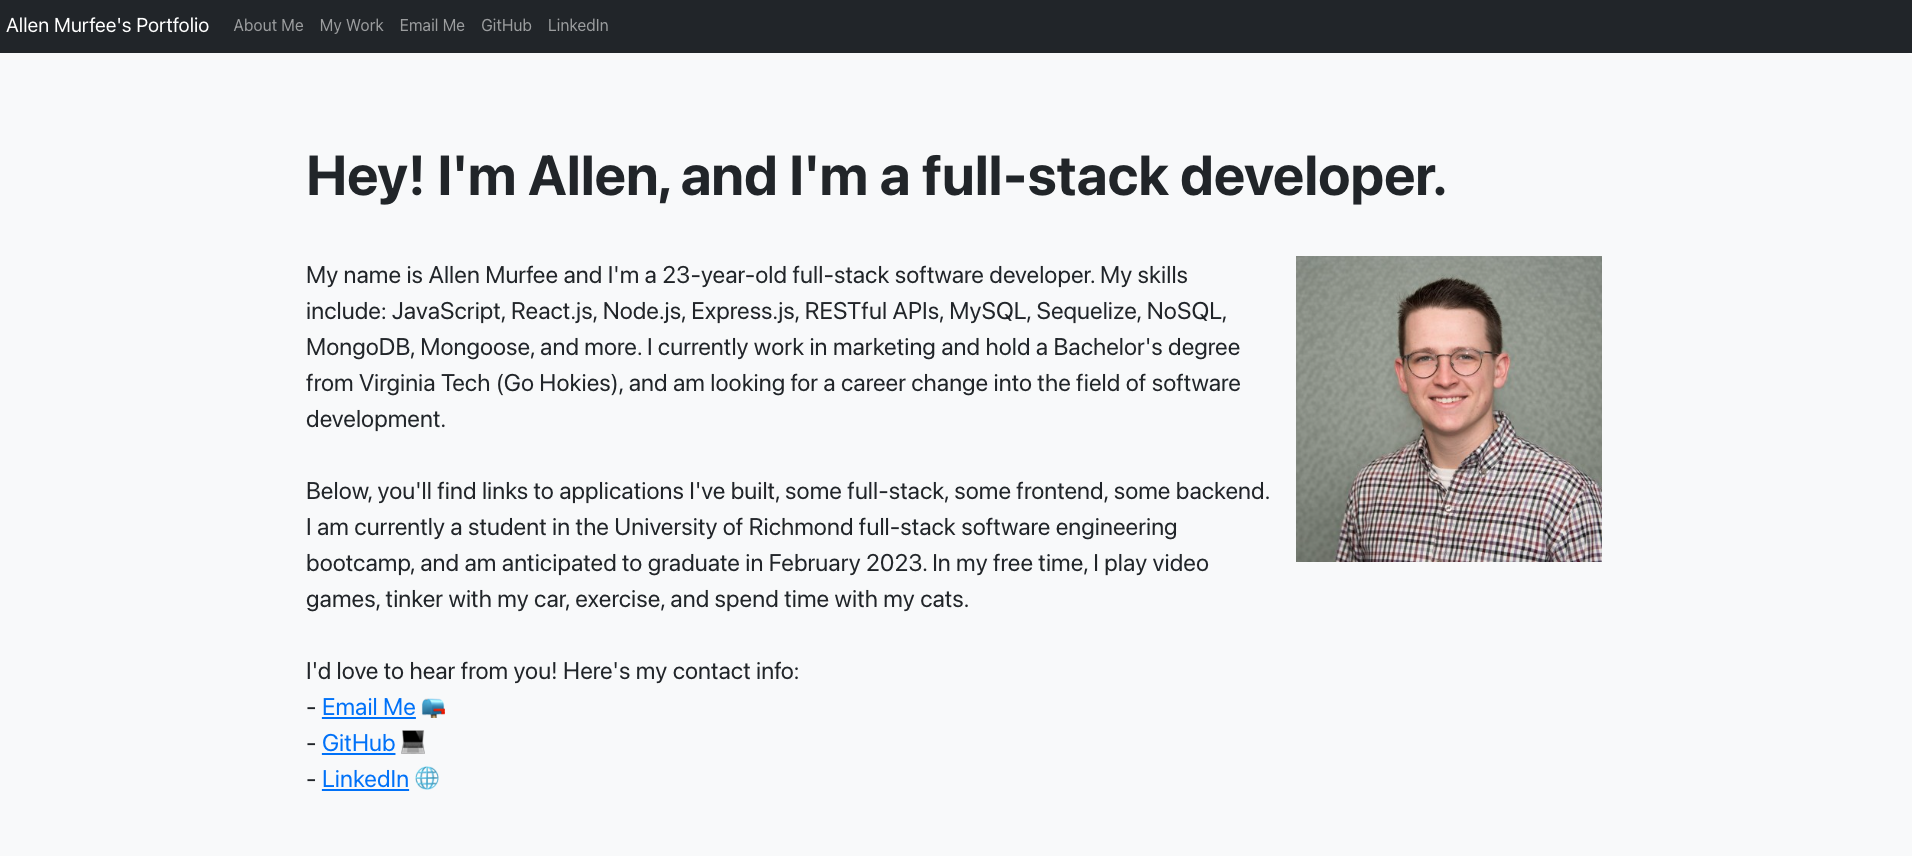 Allen Murfee's Portfolio About Me My Work Email Me GitHub LinkedIn
Hey! I'm Allen, and I'm a full-stack developer.
My name is Allen Murfee and I'm a 23-year-old full-stack software developer. My skills
include: JavaScript, React.js, Node.js, Express.js, RESTful APIs, MySQL, Sequelize, NoSQL,
MongoDB, Mongoose, and more. I currently work in marketing and hold a Bachelor's degree
from Virginia Tech (Go Hokies), and am looking for a career change into the field of software
development.
Below, you'll find links to applications I've built, some full-stack, some frontend, some backend.
I am currently a student in the University of Richmond full-stack software engineering
bootcamp, and am anticipated to graduate in February 2023. In my free time, I play video
games, tinker with my car, exercise, and spend time with my cats.
I'd love to hear from you! Here's my contact info:
- Email Me 📪
- GitHub 💻
- LinkedIn 🌐